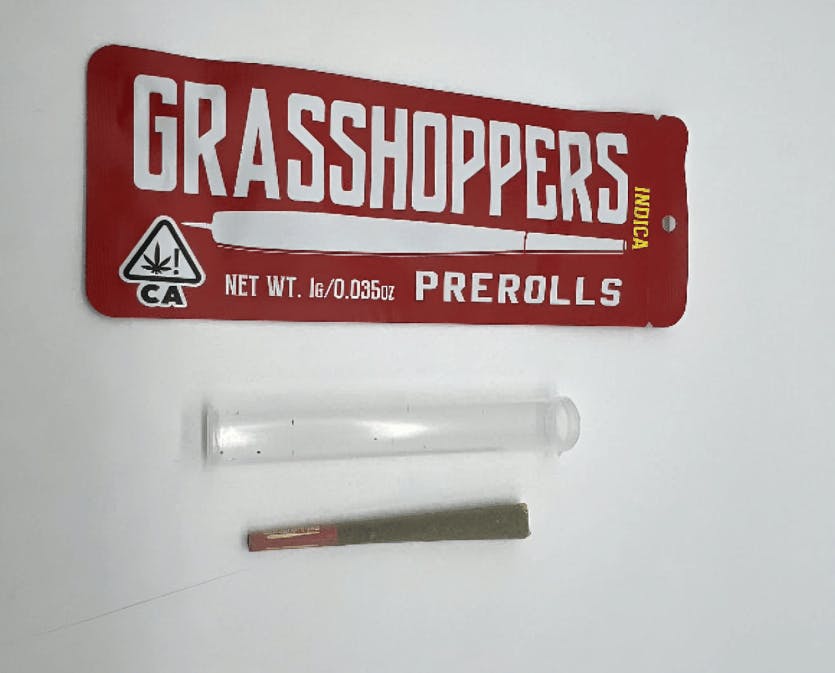 GRASSHOPPERS
INDICA
CA
NET WT. 1G/0.035OZ PREROLLS